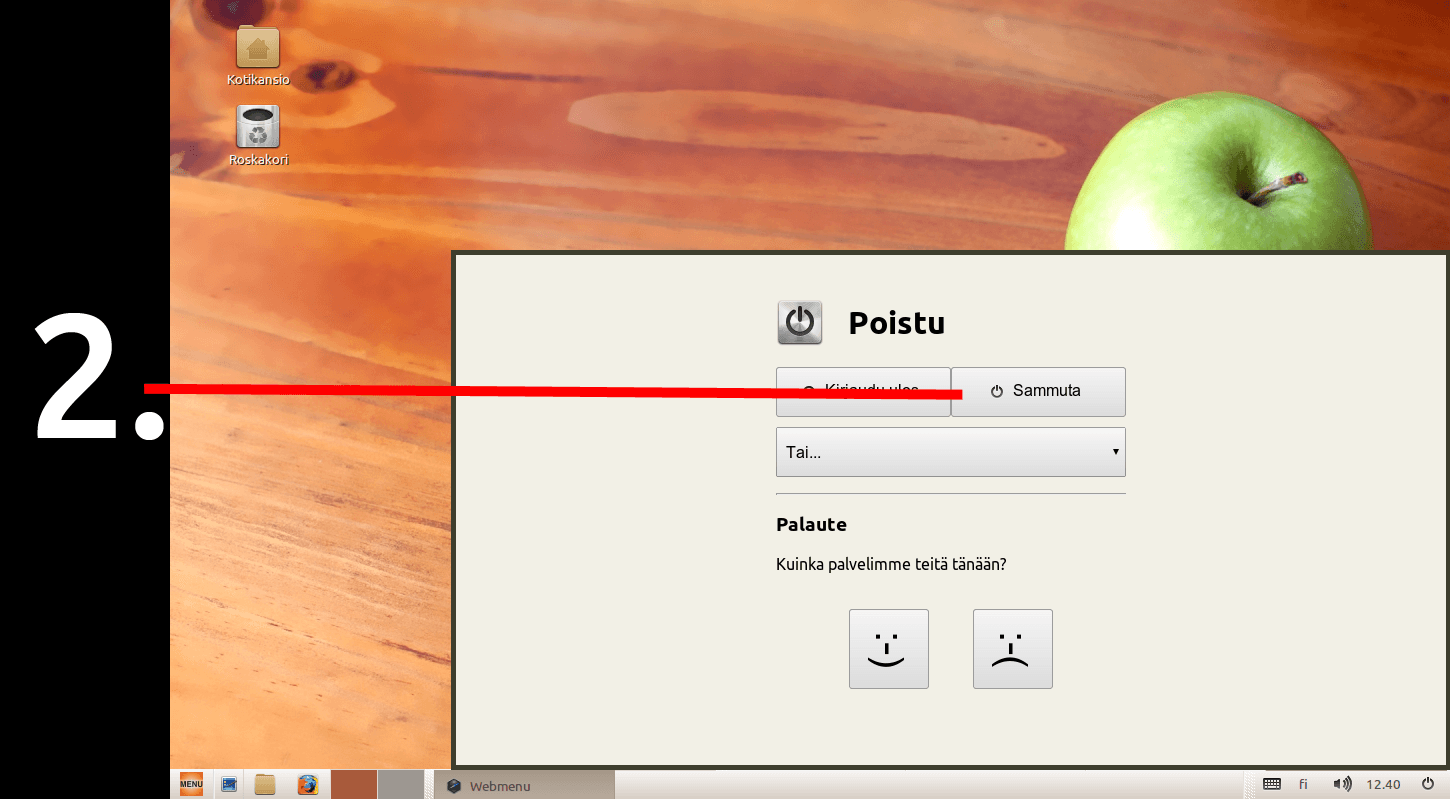 Kotikansio
Roskakori
2.
Poistu
Kirjaudu ulos
Sammuta
Tai...
Palaute
Kuinka palvelimme teitä tänään?
MENU
Webmenu
fi
12.40